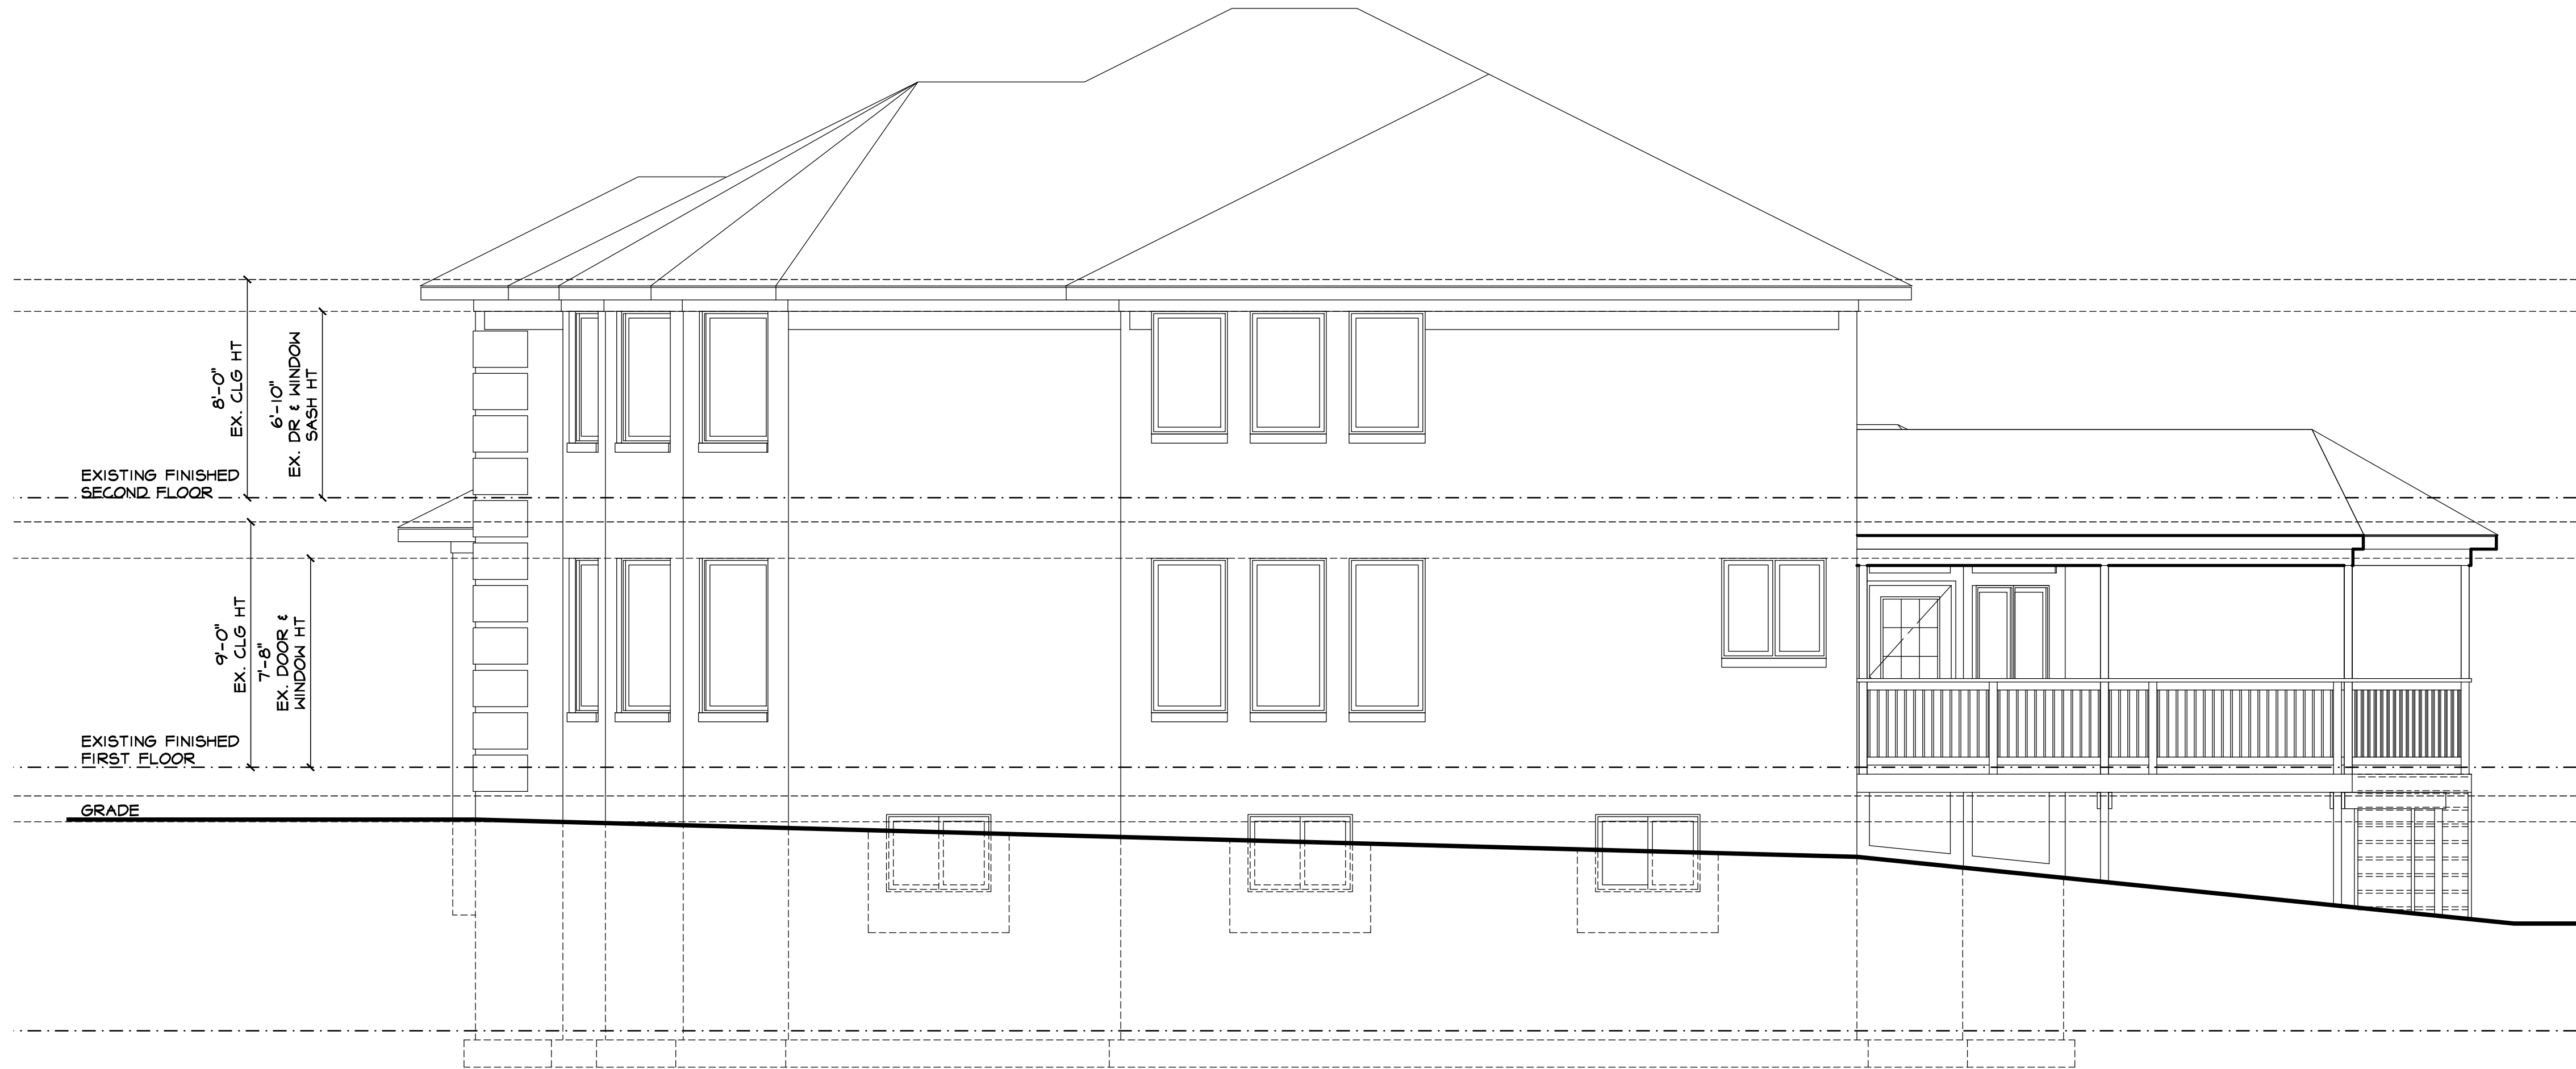 8'-0"
EX. CLG HT
6'-10"
EX. DR & WINDOW
SASH HT
EXISTING FINISHED
SECOND FLOOR
9'-0"
EX. CLG HT
7'-8"
EX. DOOR &
WINDOW HT
EXISTING FINISHED
FIRST FLOOR
GRADE